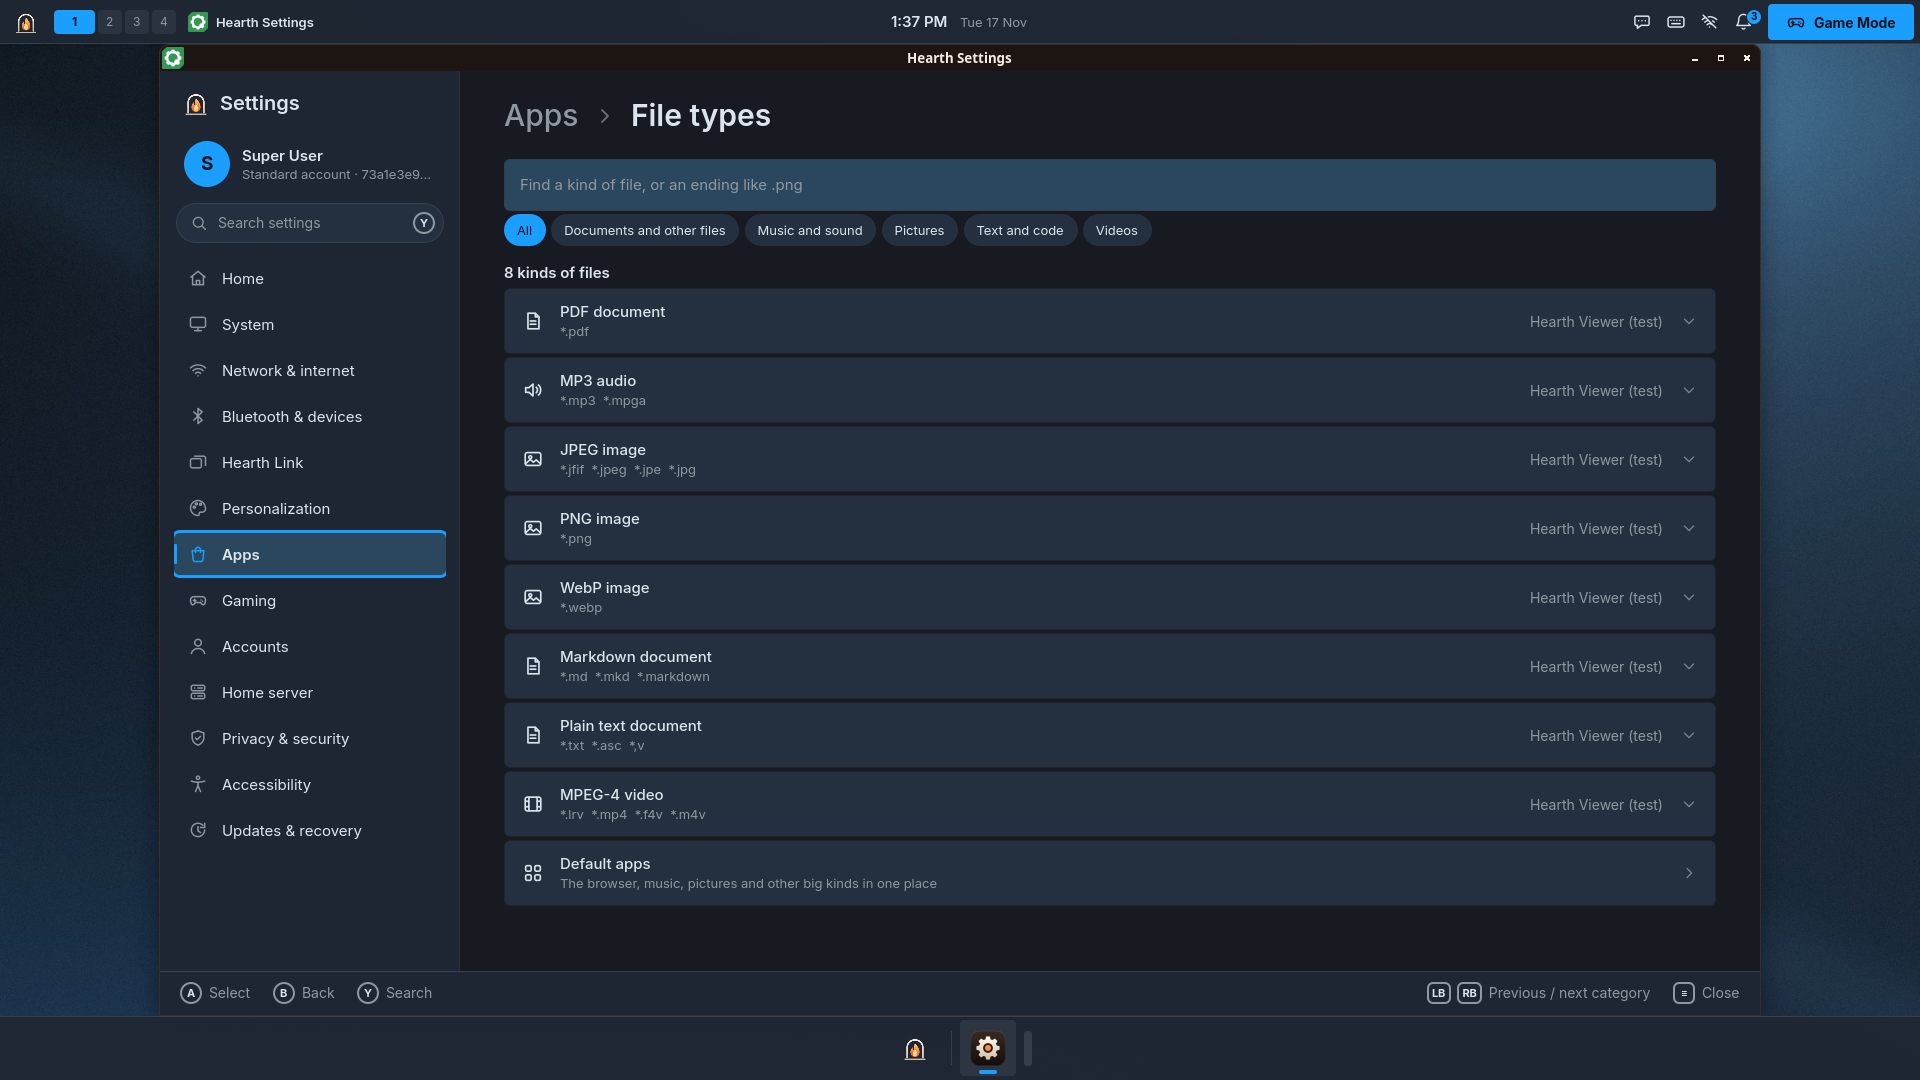 1 2 3 4 Hearth Settings
1:37 PM Tue 17 Nov
3
Game Mode
Hearth Settings
Settings
S
Super User
Standard account · 73a1e3e9...
Search settings Y
Home
System
Network & internet
Bluetooth & devices
Hearth Link
Personalization
Apps
Gaming
Accounts
Home server
Privacy & security
Accessibility
Updates & recovery
Apps > File types
Find a kind of file, or an ending like .png
All Documents and other files Music and sound Pictures Text and code Videos
8 kinds of files
PDF document
*.pdf
Hearth Viewer (test)
MP3 audio
*.mp3 *.mpga
Hearth Viewer (test)
JPEG image
*.jfif *.jpeg *.jpe *.jpg
Hearth Viewer (test)
PNG image
*.png
Hearth Viewer (test)
WebP image
*.webp
Hearth Viewer (test)
Markdown document
*.md *.mkd *.markdown
Hearth Viewer (test)
Plain text document
*.txt *.asc *,v
Hearth Viewer (test)
MPEG-4 video
*.lrv *.mp4 *.f4v *.m4v
Hearth Viewer (test)
Default apps
The browser, music, pictures and other big kinds in one place
A Select B Back Y Search
LB RB Previous / next category ≡ Close